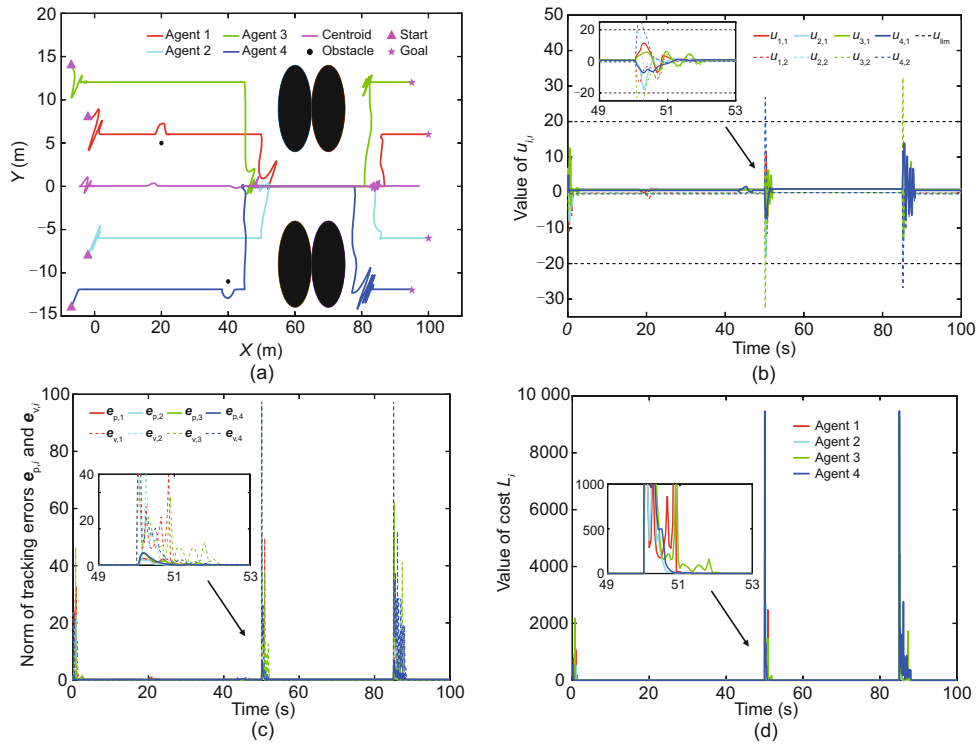 Agent 1 Agent 3 Centroid Start
Agent 2 Agent 4 Obstacle Goal
20
15
10
5
0
−5
−10
−15
Y (m)
0 20 40 60 80 100
X (m)
(a)
50
40
30
20
10
0
−10
−20
−30
Value of u_{i,i}
u_{1,1} u_{2,1} u_{3,1} u_{4,1} u_{lim}
u_{1,2} u_{2,2} u_{3,2} u_{4,2}
20
0
−20
49 51 53
0 20 40 60 80 100
Time (s)
(b)
100
80
60
40
20
0
Norm of tracking errors e_{p,i} and e_{v,i}
e_{p,1} e_{p,2} e_{p,3} e_{p,4}
e_{v,1} e_{v,2} e_{v,3} e_{v,4}
40
20
0
49 51 53
0 20 40 60 80 100
Time (s)
(c)
10 000
8000
6000
4000
2000
0
Value of cost L_i
Agent 1
Agent 2
Agent 3
Agent 4
1000
500
0
49 51 53
0 20 40 60 80 100
Time (s)
(d)